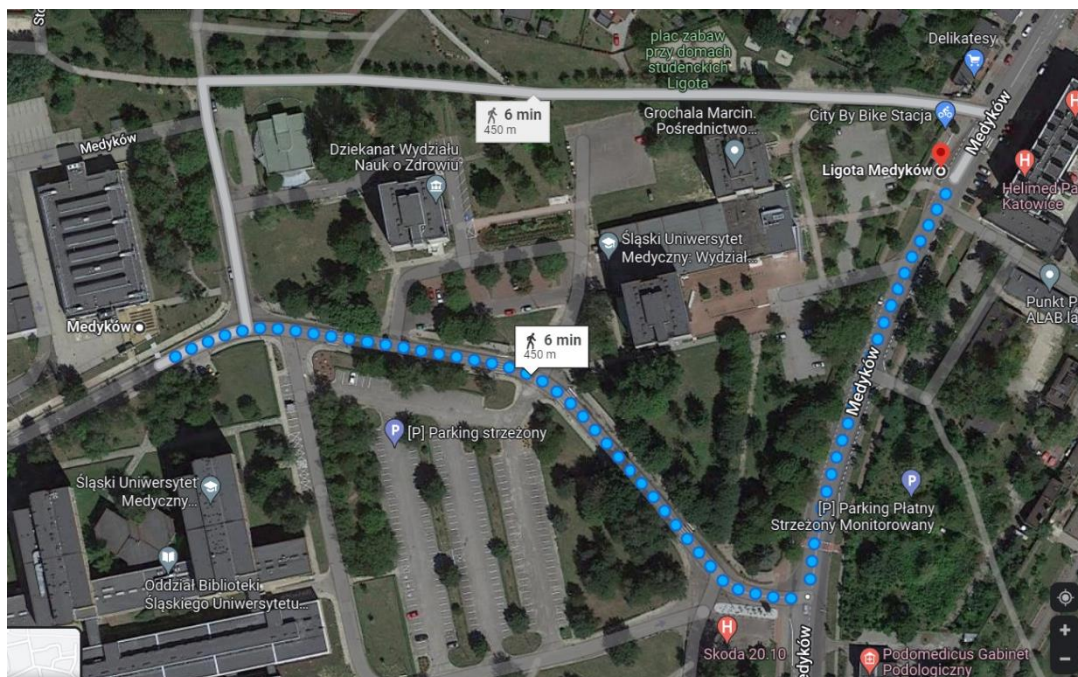 Sto
plac zabaw
przy domach
studenckich
Ligota
Delikatesy
Medyków
6 min
450 m
City By Bike Stacja
Medyków
Grochala Marcin.
Pośrednictwo...
Dziekanat Wydziału
Nauk o Zdrowiu
Ligota Medyków
Helimed Pa
Katowice
Śląski Uniwersytet
Medyczny: Wydział...
Punkt P
ALAB la
Medyków
6 min
450 m
Medyków
P
[P] Parking strzeżony
Śląski Uniwersytet
Medyczny...
P
[P] Parking Płatny
Strzeżony Monitorowany
Oddział Biblioteki
Śląskiego Uniwersytetu...
H
Skoda 20.10
edyków
Podomedicus Gabinet
Podologiczny